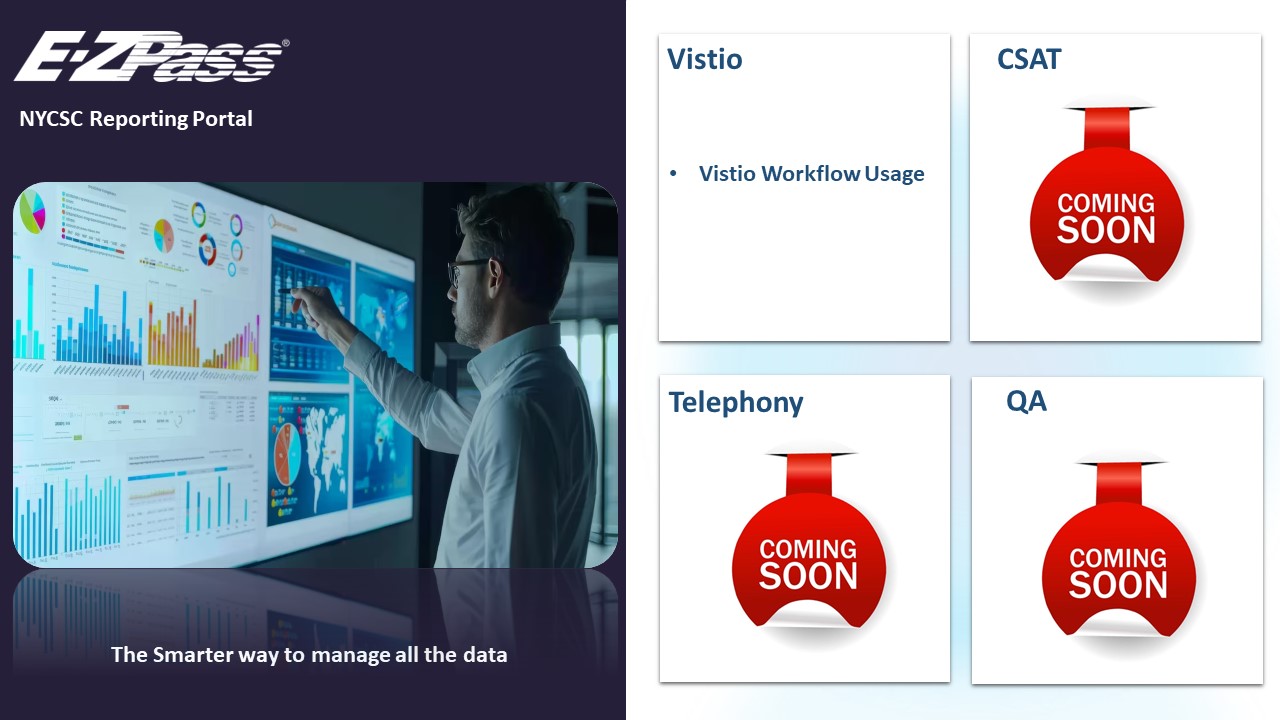 E-ZPass®
NYCSC Reporting Portal
The Smarter way to manage all the data
Vistio
• Vistio Workflow Usage
CSAT
COMING
SOON
Telephony
COMING
SOON
QA
COMING
SOON